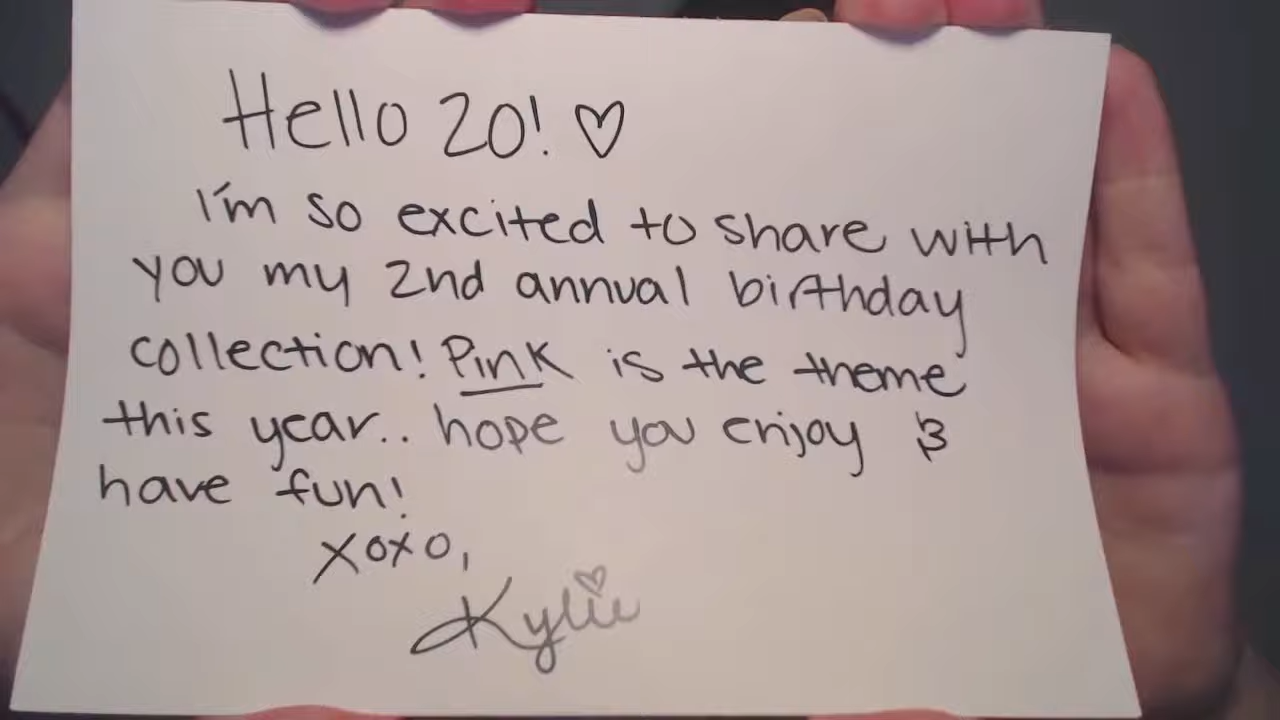 Hello 20! ♡
I'm so excited to share with
you my 2nd annual birthday
collection! Pink is the theme
this year.. hope you enjoy &
have fun!
xoxo,
Kylie